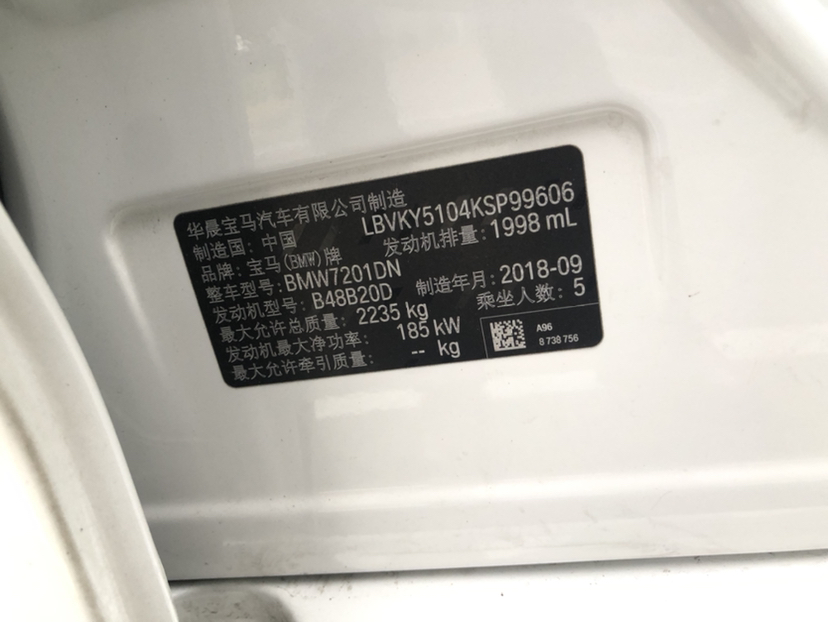 华晨宝马汽车有限公司制造
制造国: 中国 LBVKY5104KSP99606
品牌: 宝马(BMW)牌 发动机排量: 1998 mL
整车型号: BMW7201DN
发动机型号: B48B20D 制造年月: 2018-09
最大允许总质量: 2235 kg 乘坐人数: 5
发动机最大净功率: 185 kW
最大允许牵引质量: -- kg
A96
8 738 756